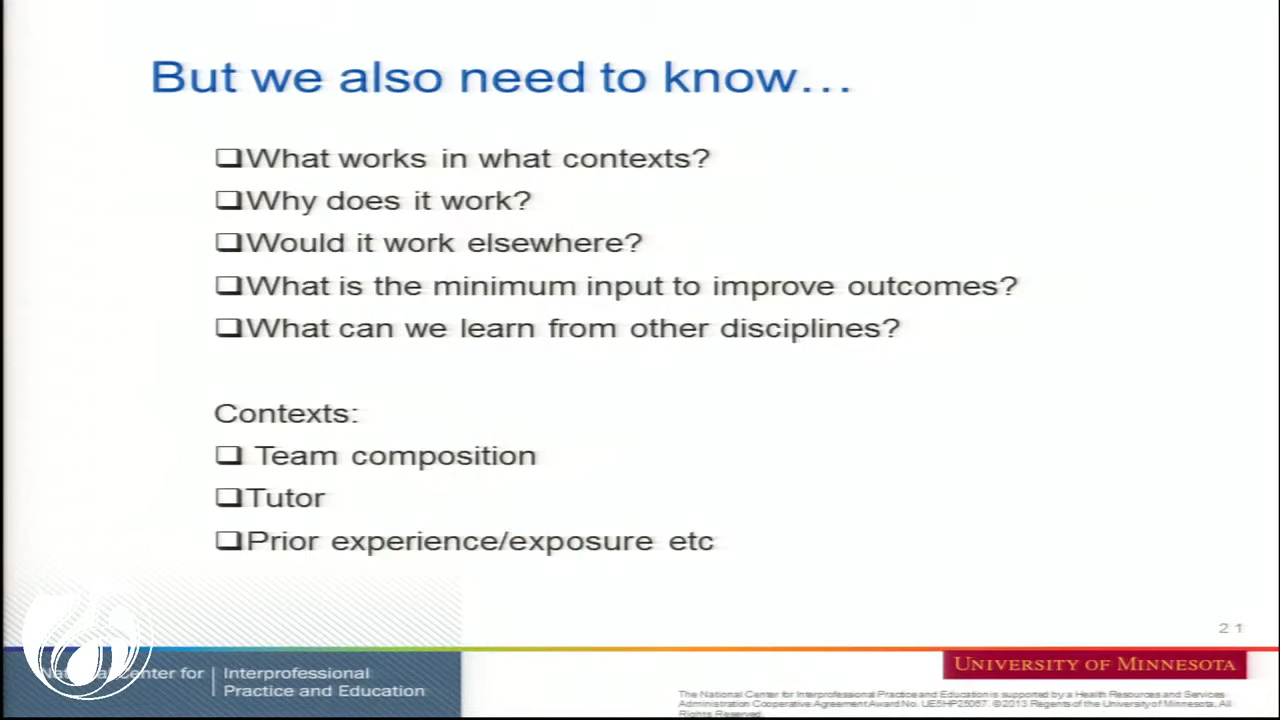 But we also need to know…
What works in what contexts?
Why does it work?
Would it work elsewhere?
What is the minimum input to improve outcomes?
What can we learn from other disciplines?
Contexts:
Team composition
Tutor
Prior experience/exposure etc
21
National Center for
Interprofessional
Practice and Education
UNIVERSITY OF MINNESOTA
The National Center for Interprofessional Practice and Education is supported by a Health Resources and Services
Administration Cooperative Agreement Award No. UE5HP25067. ©2013 Regents of the University of Minnesota, All
Rights Reserved.